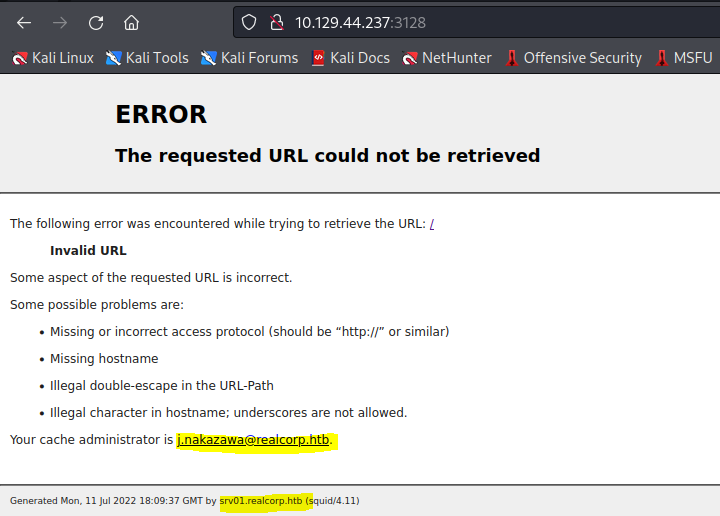 10.129.44.237:3128
Kali Linux Kali Tools Kali Forums Kali Docs NetHunter Offensive Security MSFU
ERROR
The requested URL could not be retrieved
The following error was encountered while trying to retrieve the URL: /
Invalid URL
Some aspect of the requested URL is incorrect.
Some possible problems are:
• Missing or incorrect access protocol (should be “http://” or similar)
• Missing hostname
• Illegal double-escape in the URL-Path
• Illegal character in hostname; underscores are not allowed.
Your cache administrator is j.nakazawa@realcorp.htb.
Generated Mon, 11 Jul 2022 18:09:37 GMT by srv01.realcorp.htb (squid/4.11)